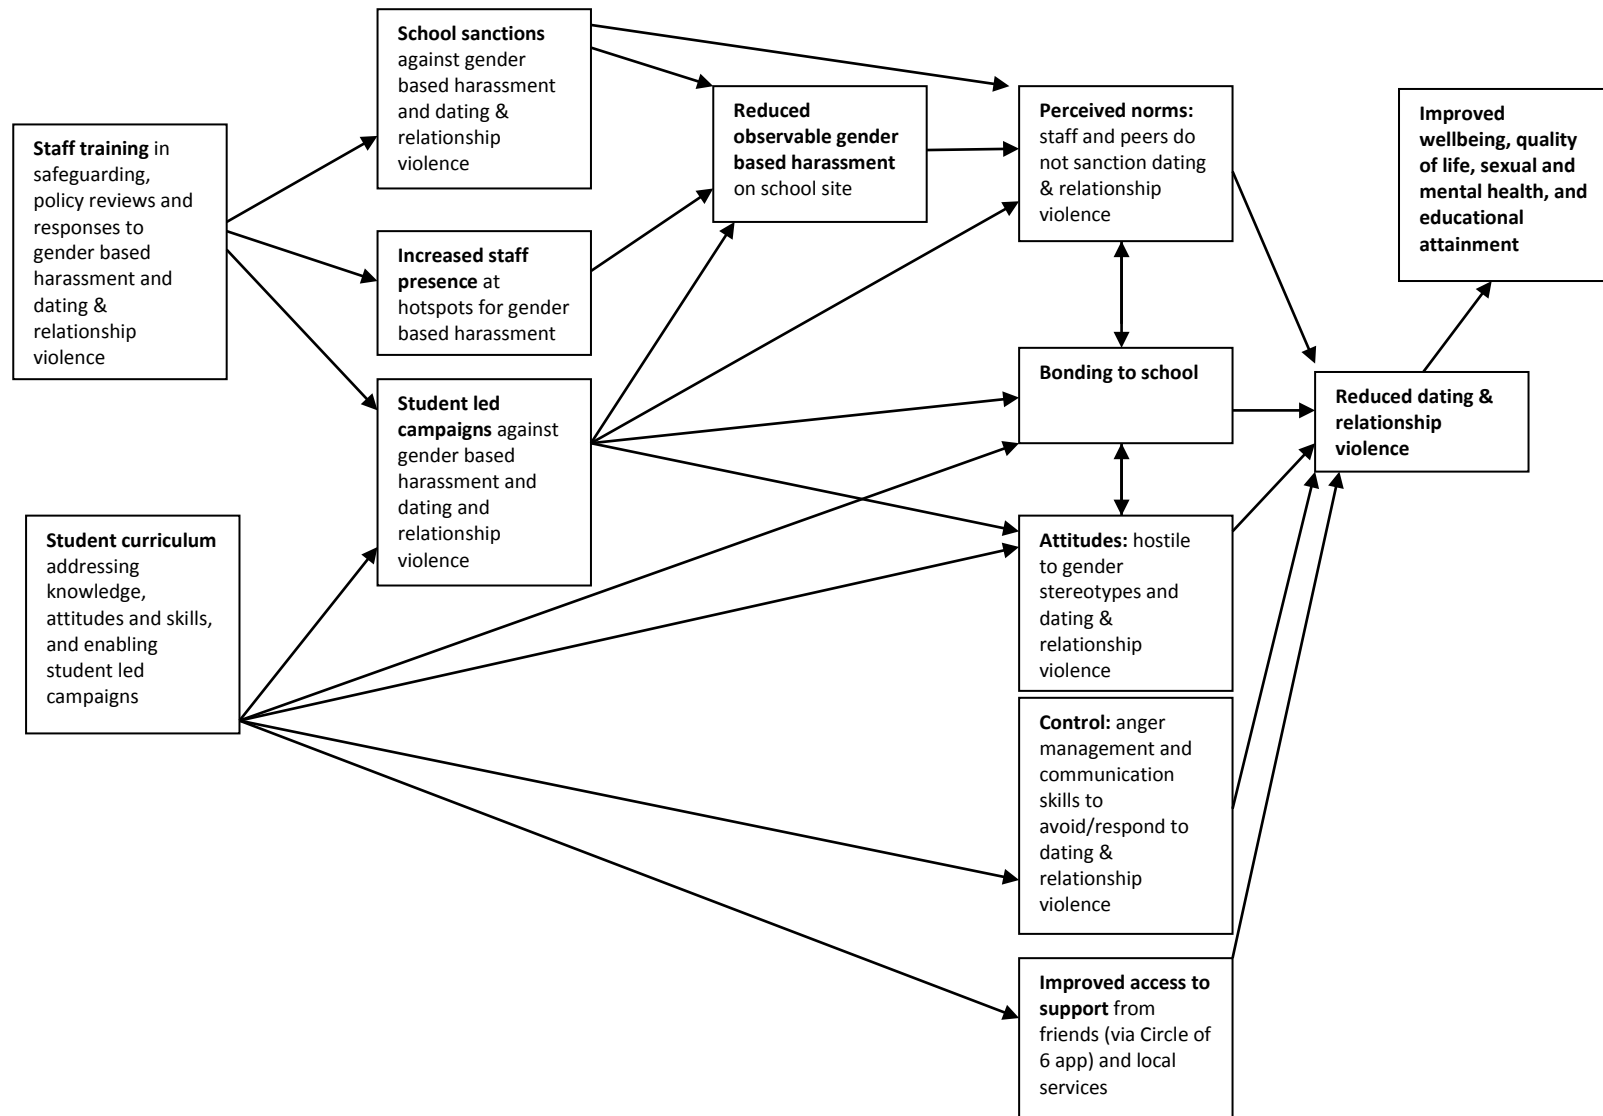 Staff training in
safeguarding,
policy reviews and
responses to
gender based
harassment and
dating &
relationship
violence
Student curriculum
addressing
knowledge,
attitudes and skills,
and enabling
student led
campaigns
School sanctions
against gender
based harassment
and dating &
relationship
violence
Increased staff
presence at
hotspots for gender
based harassment
Student led
campaigns against
gender based
harassment and
dating and
relationship
violence
Reduced
observable gender
based harassment
on school site
Perceived norms:
staff and peers do
not sanction dating
& relationship
violence
Bonding to school
Attitudes: hostile
to gender
stereotypes and
dating &
relationship
violence
Control: anger
management and
communication
skills to
avoid/respond to
dating &
relationship
violence
Improved access to
support from
friends (via Circle of
6 app) and local
services
Reduced dating &
relationship
violence
Improved
wellbeing, quality
of life, sexual and
mental health, and
educational
attainment